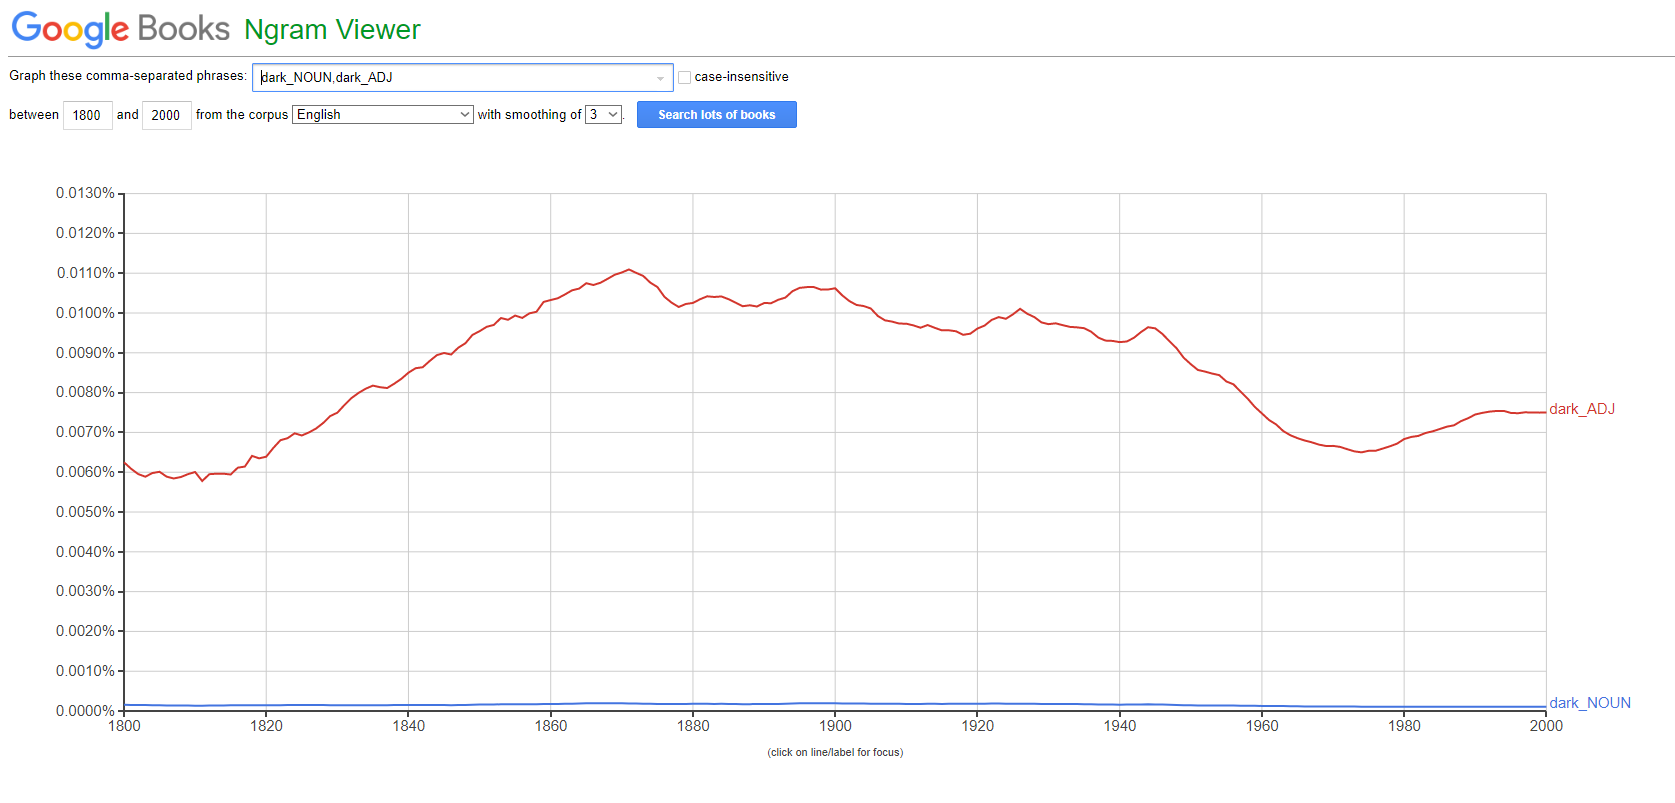 Google Books Ngram Viewer
Graph these comma-separated phrases: dark_NOUN,dark_ADJ case-insensitive
between 1800 and 2000 from the corpus English with smoothing of 3 . Search lots of books
0.0130%
0.0120%
0.0110%
0.0100%
0.0090%
0.0080%
dark_ADJ
0.0070%
0.0060%
0.0050%
0.0040%
0.0030%
0.0020%
0.0010%
dark_NOUN
0.0000%
1800 1820 1840 1860 1880 1900 1920 1940 1960 1980 2000
(click on line/label for focus)